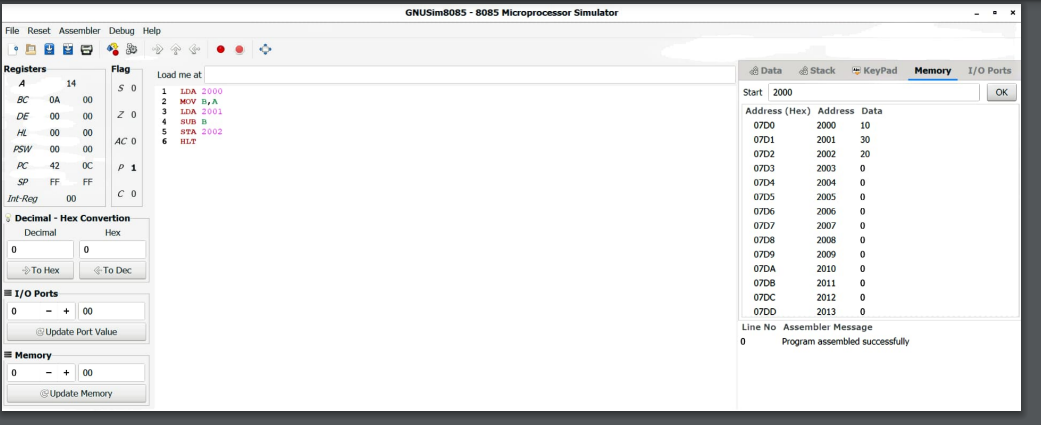 GNUSim8085 - 8085 Microprocessor Simulator
File Reset Assembler Debug Help
Registers
A 14
BC 0A 00
DE 00 00
HL 00 00
PSW 00 00
PC 42 0C
SP FF FF
Int-Reg 00
Flag
S 0
Z 0
AC 0
P 1
C 0
Decimal - Hex Convertion
Decimal Hex
0 0
To Hex To Dec
I/O Ports
0 - + 00
Update Port Value
Memory
0 - + 00
Update Memory
Load me at
1 LDA 2000
2 MOV B,A
3 LDA 2001
4 SUB B
5 STA 2002
6 HLT
Data Stack KeyPad Memory I/O Ports
Start 2000 OK
Address (Hex) Address Data
07D0 2000 10
07D1 2001 30
07D2 2002 20
07D3 2003 0
07D4 2004 0
07D5 2005 0
07D6 2006 0
07D7 2007 0
07D8 2008 0
07D9 2009 0
07DA 2010 0
07DB 2011 0
07DC 2012 0
07DD 2013 0
Line No Assembler Message
0 Program assembled successfully